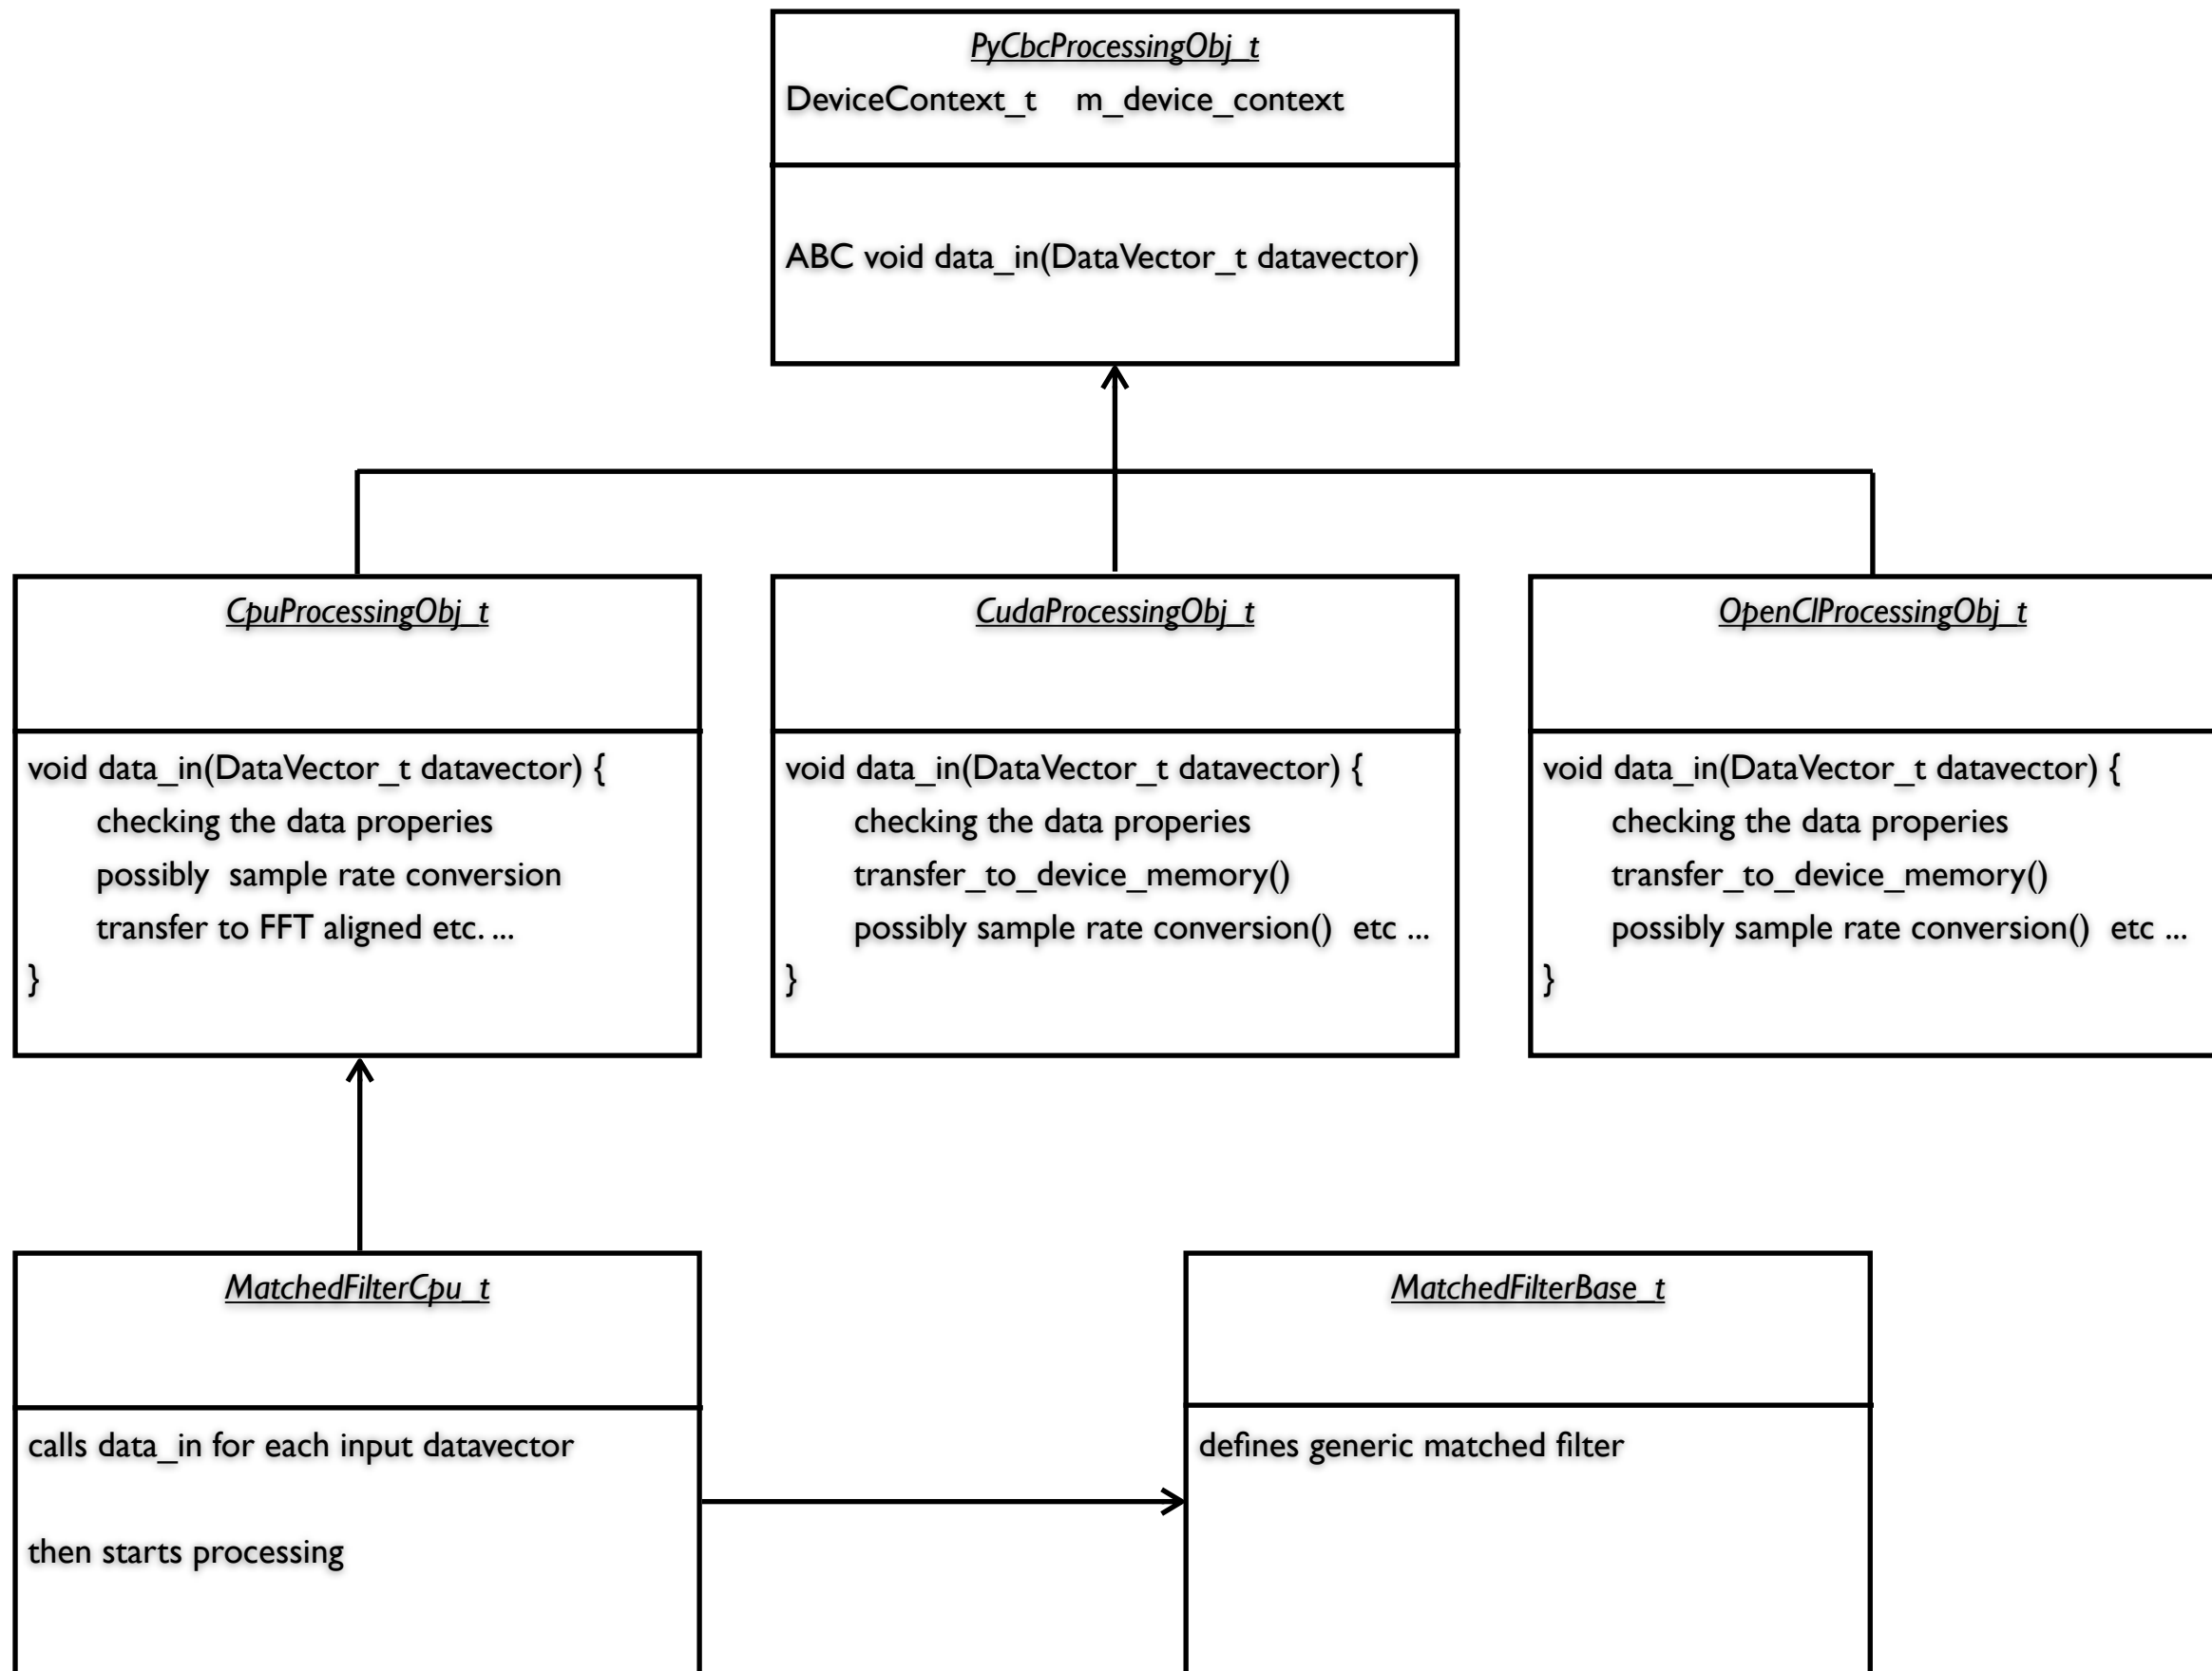 PyCbcProcessingObj_t
DeviceContext_t m_device_context
ABC void data_in(DataVector_t datavector)
CpuProcessingObj_t
void data_in(DataVector_t datavector) {
checking the data properies
possibly sample rate conversion
transfer to FFT aligned etc. ...
}
CudaProcessingObj_t
void data_in(DataVector_t datavector) {
checking the data properies
transfer_to_device_memory()
possibly sample rate conversion() etc ...
}
OpenClProcessingObj_t
void data_in(DataVector_t datavector) {
checking the data properies
transfer_to_device_memory()
possibly sample rate conversion() etc ...
}
MatchedFilterCpu_t
calls data_in for each input datavector
then starts processing
MatchedFilterBase_t
defines generic matched filter